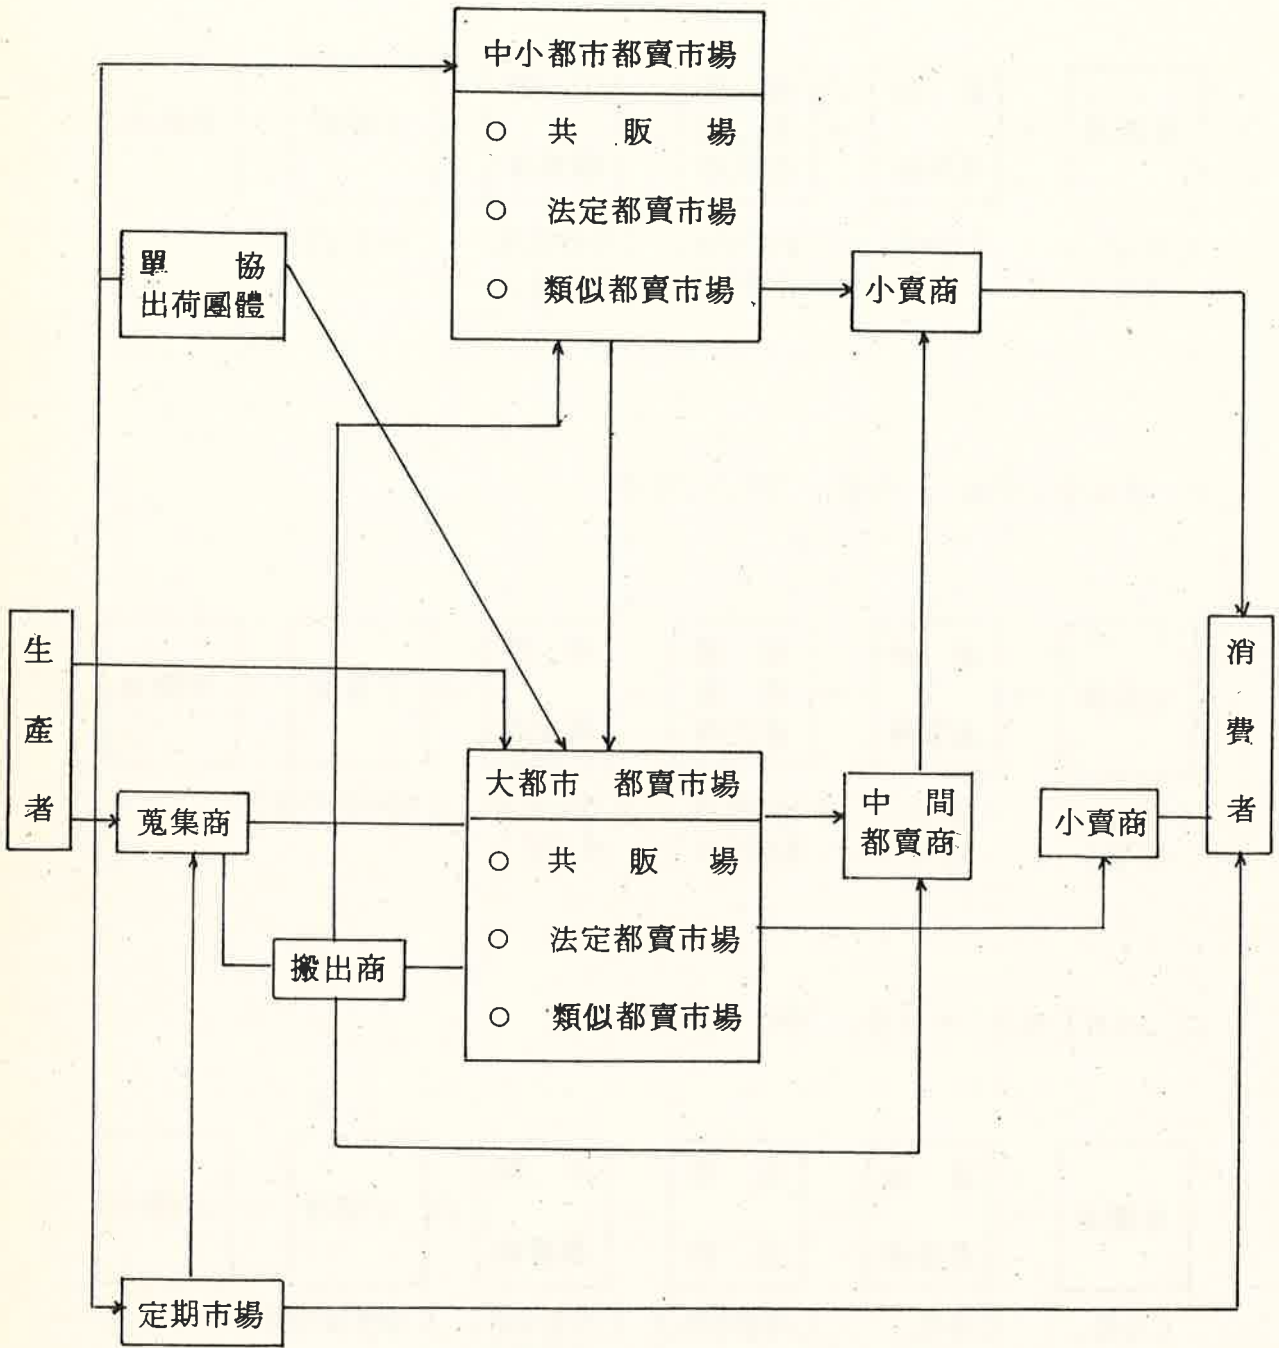 中小都市都賣市場
○ 共 販 場
○ 法定都賣市場
○ 類似都賣市場
單 協
出荷團體
小賣商
生
產
者
消
費
者
大都市 都賣市場
○ 共 販 場
○ 法定都賣市場
○ 類似都賣市場
中 間
都賣商
小賣商
蒐集商
搬出商
定期市場